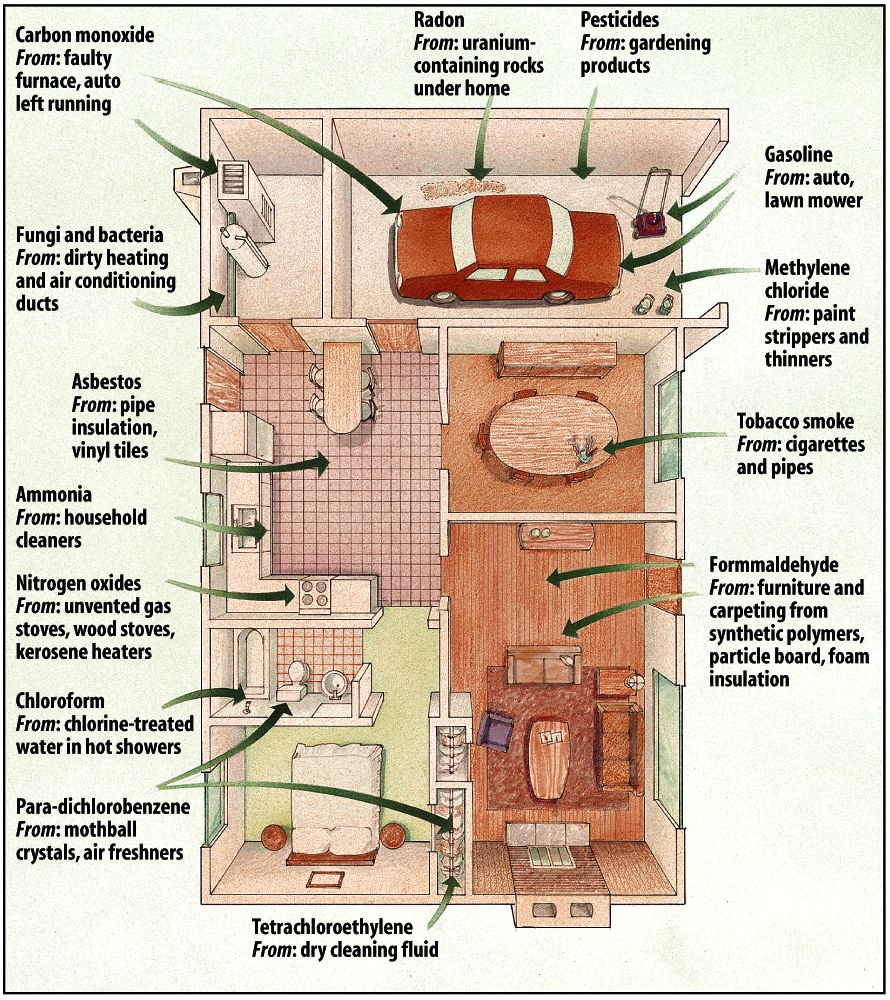 Carbon monoxide
From: faulty
furnace, auto
left running
Radon
From: uranium-
containing rocks
under home
Pesticides
From: gardening
products
Gasoline
From: auto,
lawn mower
Fungi and bacteria
From: dirty heating
and air conditioning
ducts
Methylene
chloride
From: paint
strippers and
thinners
Asbestos
From: pipe
insulation,
vinyl tiles
Tobacco smoke
From: cigarettes
and pipes
Ammonia
From: household
cleaners
Nitrogen oxides
From: unvented gas
stoves, wood stoves,
kerosene heaters
Formmaldehyde
From: furniture and
carpeting from
synthetic polymers,
particle board, foam
insulation
Chloroform
From: chlorine-treated
water in hot showers
Para-dichlorobenzene
From: mothball
crystals, air freshners
Tetrachloroethylene
From: dry cleaning fluid